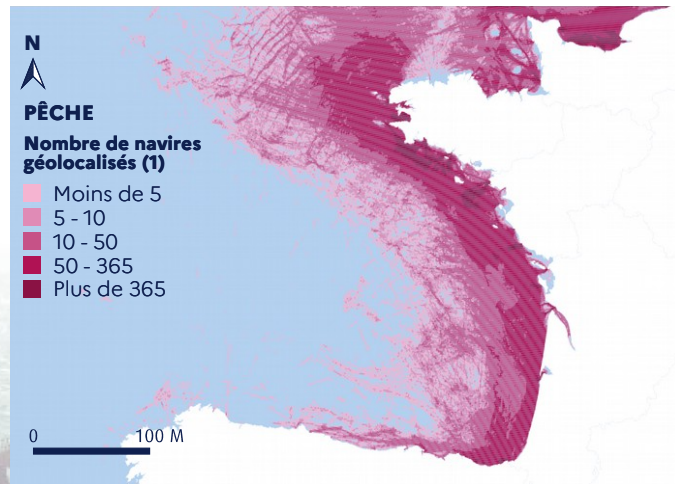 N
PÊCHE
Nombre de navires
géolocalisés (1)
Moins de 5
5 - 10
10 - 50
50 - 365
Plus de 365
0 100 M